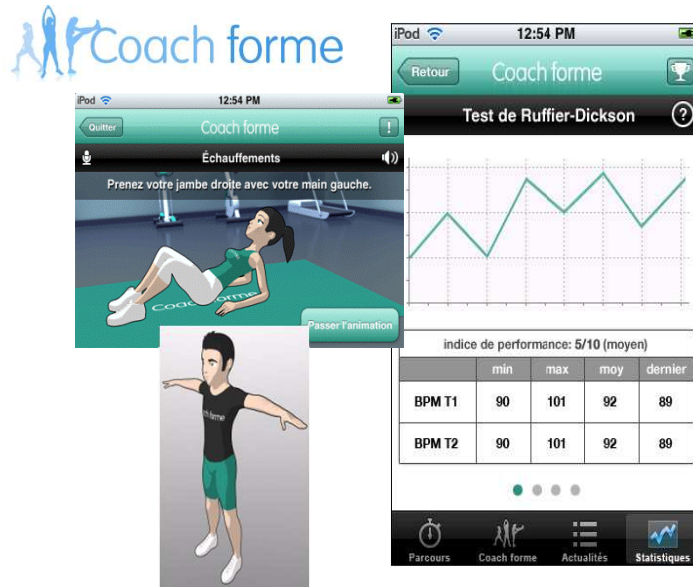 Coach forme
iPod 12:54 PM
Quitter Coach forme !
Échauffements
Prenez votre jambe droite avec votre main gauche.
Coach forme
Passer l'animation
Coach forme
iPod 12:54 PM
Retour Coach forme
Test de Ruffier-Dickson ?
indice de performance: 5/10 (moyen)
min max moy dernier
BPM T1 90 101 92 89
BPM T2 90 101 92 89
Parcours Coach forme Actualités Statistiques